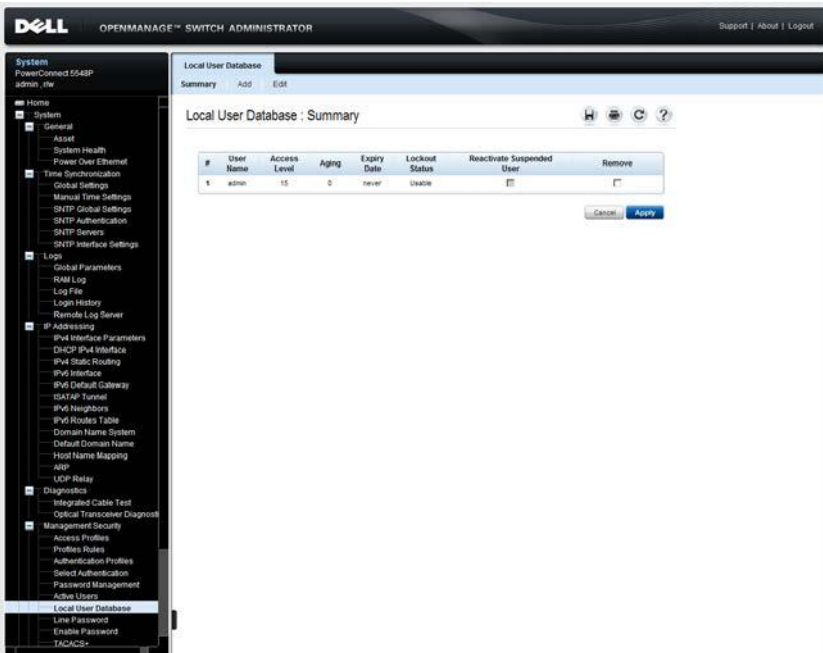 DELL OPENMANAGE™ SWITCH ADMINISTRATOR
Support | About | Logout
System
PowerConnect 5548P
admin , r/w
Home
System
General
Asset
System Health
Power Over Ethernet
Time Synchronization
Global Settings
Manual Time Settings
SNTP Global Settings
SNTP Authentication
SNTP Servers
SNTP Interface Settings
Logs
Global Parameters
RAM Log
Log File
Login History
Remote Log Server
IP Addressing
IPv4 Interface Parameters
DHCP IPv4 Interface
IPv4 Static Routing
IPv6 Interface
IPv6 Default Gateway
ISATAP Tunnel
IPv6 Neighbors
IPv6 Routes Table
Domain Name System
Default Domain Name
Host Name Mapping
ARP
UDP Relay
Diagnostics
Integrated Cable Test
Optical Transceiver Diagnosti
Management Security
Access Profiles
Profiles Rules
Authentication Profiles
Select Authentication
Password Management
Active Users
Local User Database
Line Password
Enable Password
TACACS+
Local User Database
Summary Add Edit
Local User Database : Summary
?
# User Name Access Level Aging Expiry Date Lockout Status Reactivate Suspended User Remove
1 admin 15 0 never Usable
Cancel Apply